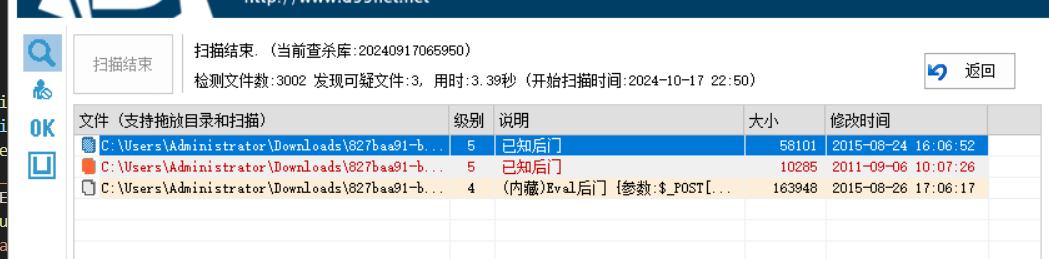 http://www.d99net.net
扫描结束
扫描结束. (当前查杀库:20240917065950)
检测文件数:3002 发现可疑文件:3, 用时:3.39秒 (开始扫描时间:2024-10-17 22:50)
返回
OK
文件 (支持拖放目录和扫描) 级别 说明 大小 修改时间
C:\Users\Administrator\Downloads\827baa91-b... 5 已知后门 58101 2015-08-24 16:06:52
C:\Users\Administrator\Downloads\827baa91-b... 5 已知后门 10285 2011-09-06 10:07:26
C:\Users\Administrator\Downloads\827baa91-b... 4 (内藏)Eval后门 {参数:$_POST[... 163948 2015-08-26 17:06:17